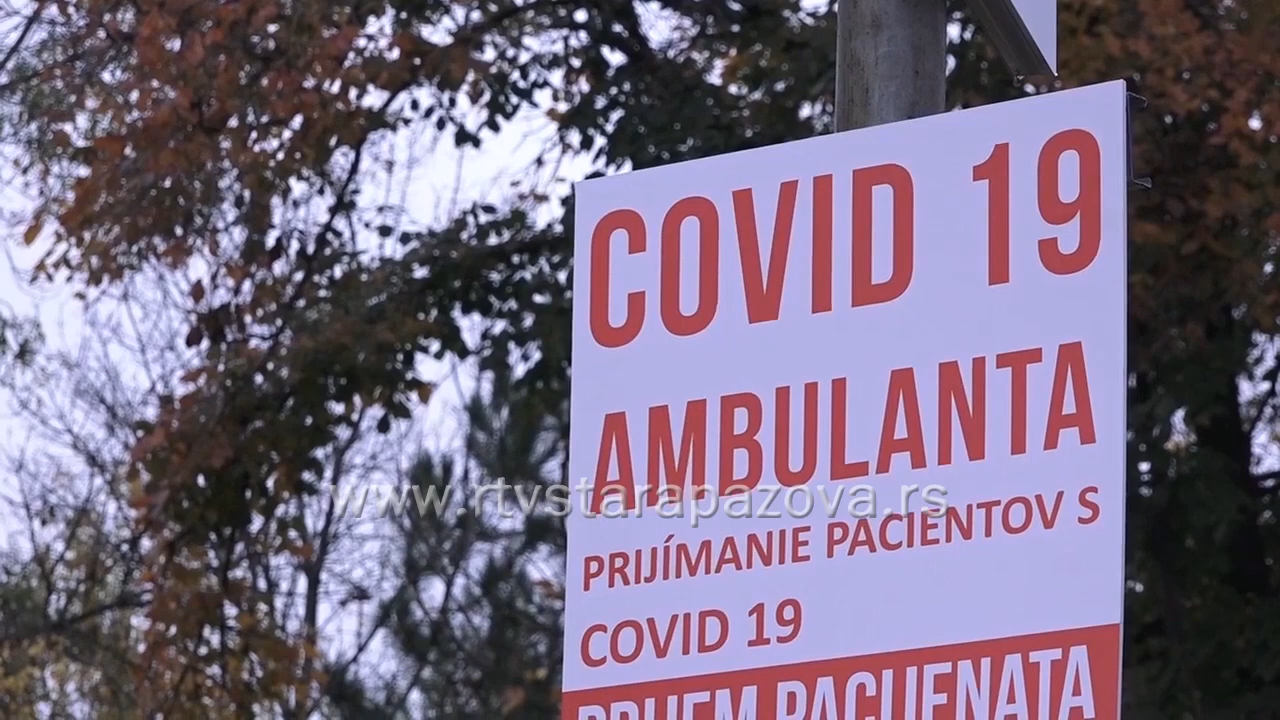 COVID 19
AMBULANTA
www.rtvstarapazova.rs
PRIJÍMANIE PACIENTOV S
COVID 19
PRIJEM PACIJENATA